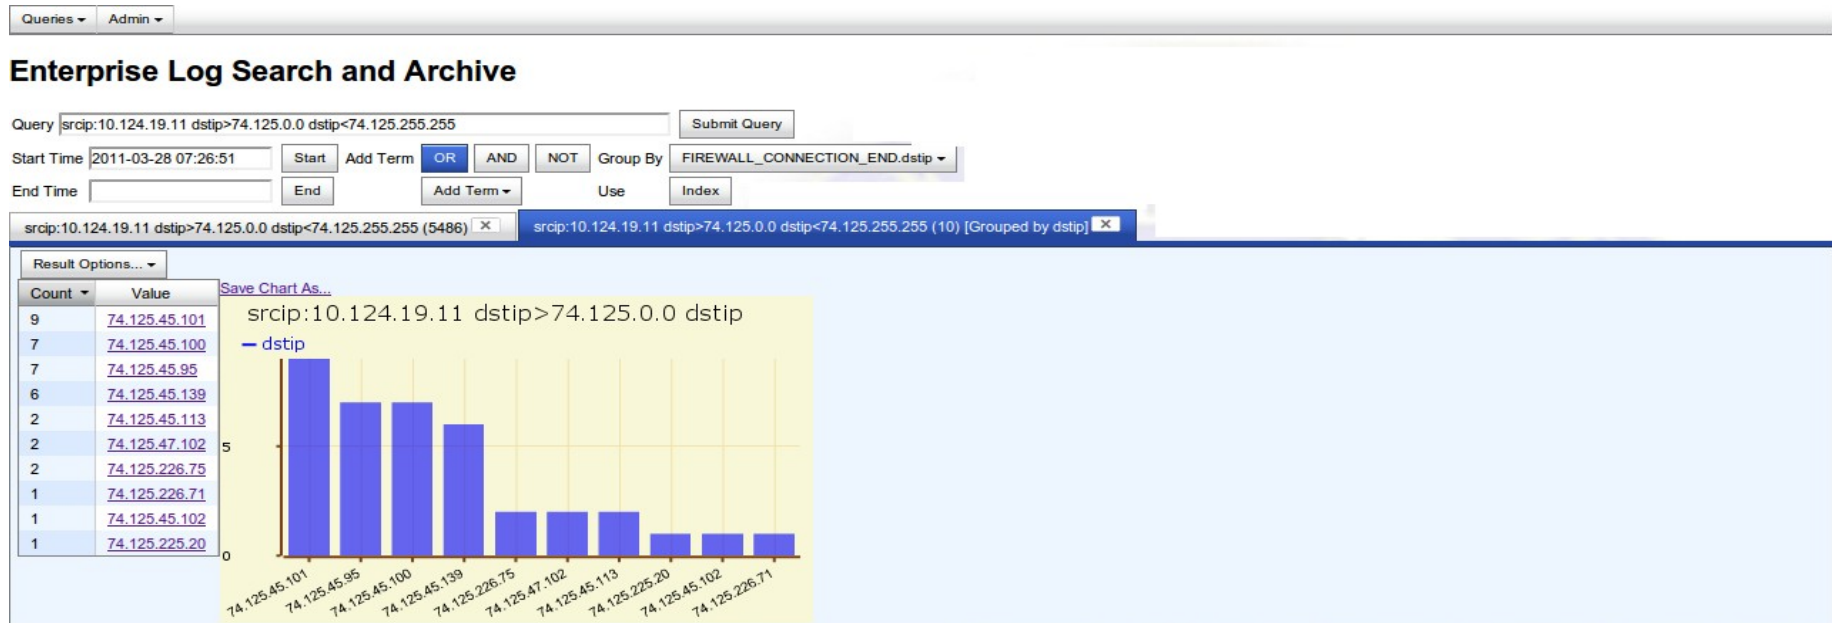 Queries Admin
Enterprise Log Search and Archive
Query srcip:10.124.19.11 dstip>74.125.0.0 dstip<74.125.255.255 Submit Query
Start Time 2011-03-28 07:26:51 Start Add Term OR AND NOT Group By FIREWALL_CONNECTION_END.dstip
End Time End Add Term Use Index
srcip:10.124.19.11 dstip>74.125.0.0 dstip<74.125.255.255 (5486) srcip:10.124.19.11 dstip>74.125.0.0 dstip<74.125.255.255 (10) [Grouped by dstip]
Result Options...
Count Value
9 74.125.45.101
7 74.125.45.100
7 74.125.45.95
6 74.125.45.139
2 74.125.45.113
2 74.125.47.102
2 74.125.226.75
1 74.125.226.71
1 74.125.45.102
1 74.125.225.20
Save Chart As...
srcip:10.124.19.11 dstip>74.125.0.0 dstip
dstip
5
0
74.125.45.101 74.125.45.95 74.125.45.100 74.125.45.139 74.125.226.75 74.125.47.102 74.125.45.113 74.125.225.20 74.125.45.102 74.125.226.71